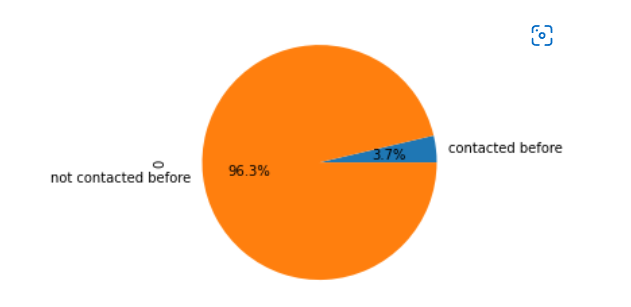 contacted before
3.7%
0
96.3%
not contacted before